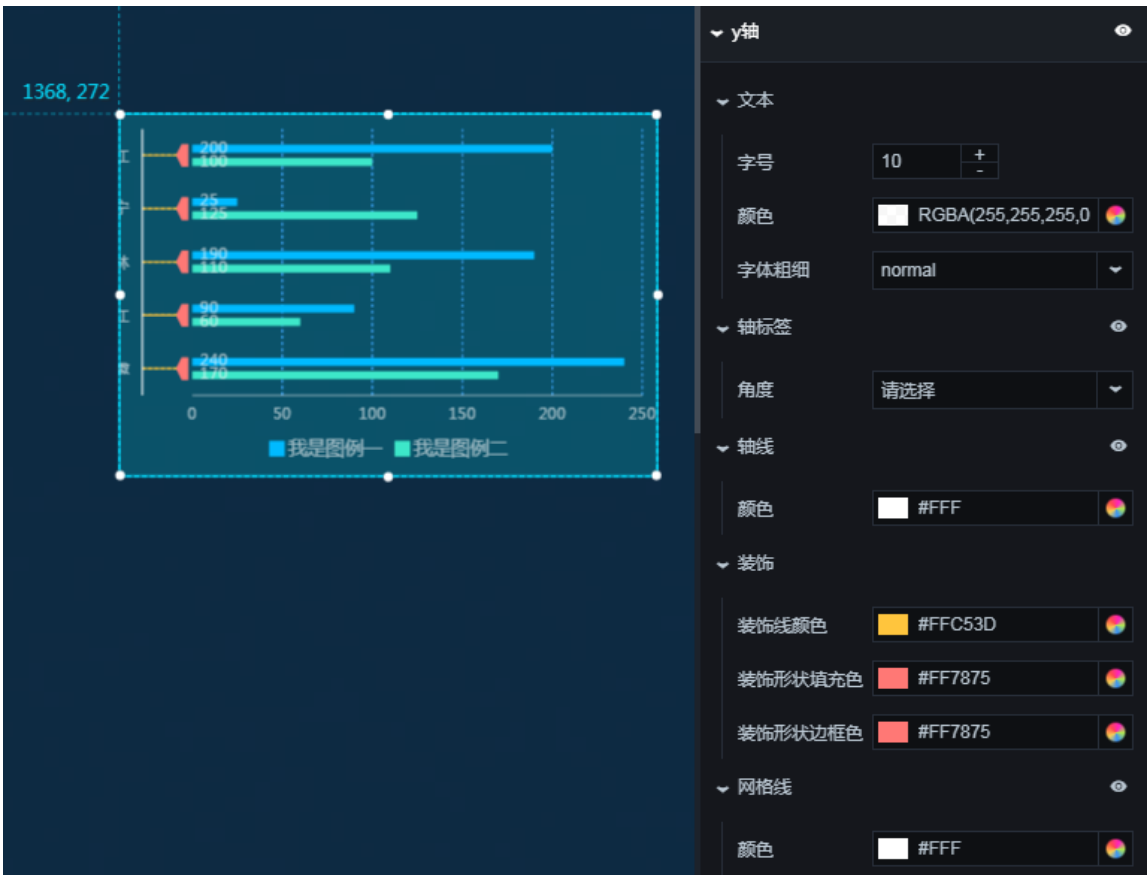 y轴
文本
1368, 272
字号 10 + -
颜色 RGBA(255,255,255,0
字体粗细 normal
轴标签
角度 请选择
轴线
颜色 #FFF
装饰
装饰线颜色 #FFC53D
装饰形状填充色 #FF7875
装饰形状边框色 #FF7875
网格线
颜色 #FFF
200
100
25
125
190
110
90
60
240
170
0 50 100 150 200 250
我是图例一 我是图例二